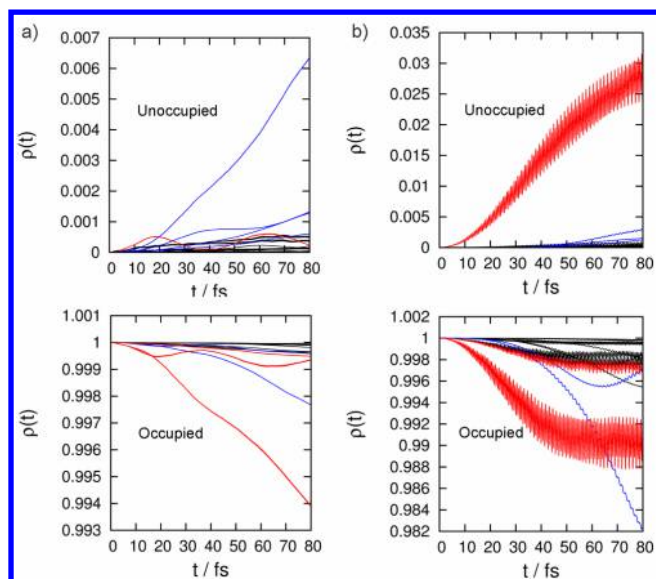 a)
0.007
0.006
0.005
0.004
0.003
0.002
0.001
0
ρ(t)
Unoccupied
0 10 20 30 40 50 60 70 80
t / fs
b)
0.035
0.03
0.025
0.02
0.015
0.01
0.005
0
ρ(t)
Unoccupied
0 10 20 30 40 50 60 70 80
t / fs
1.001
1
0.999
0.998
0.997
0.996
0.995
0.994
0.993
ρ(t)
Occupied
0 10 20 30 40 50 60 70 80
t / fs
1.002
1
0.998
0.996
0.994
0.992
0.99
0.988
0.986
0.984
0.982
ρ(t)
Occupied
0 10 20 30 40 50 60 70 80
t / fs